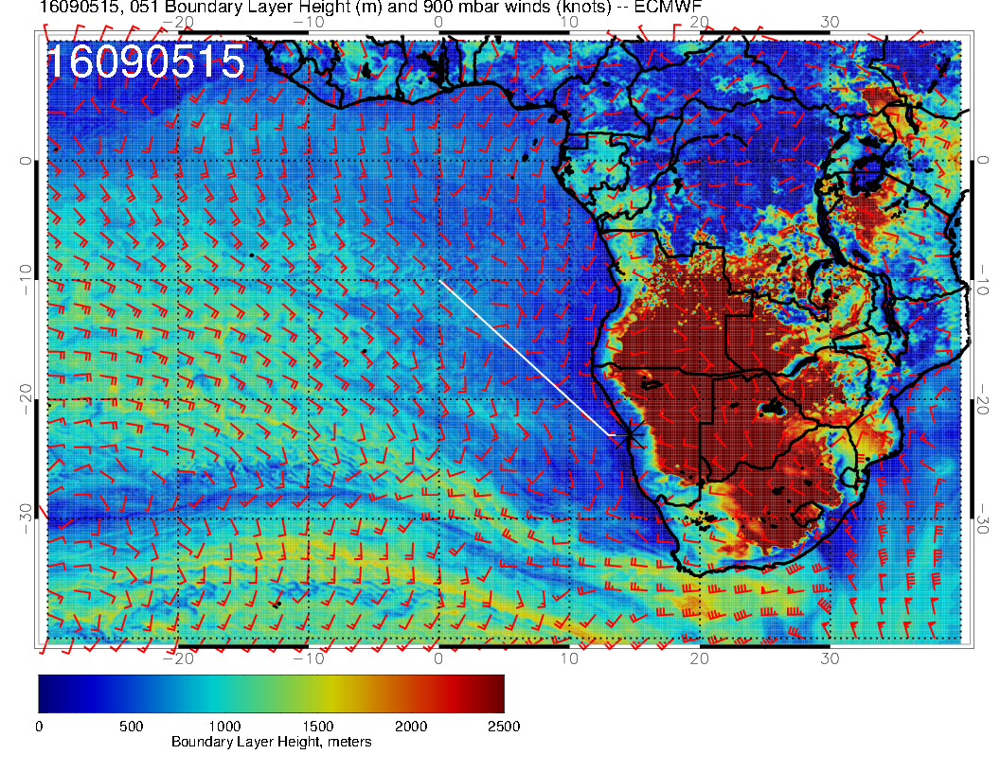 16090515, 051 Boundary Layer Height (m) and 900 mbar winds (knots) -- ECMWF
−20 −10 0 10 20 30
16090515
0 0
−10 −10
−20 −20
−30 −30
−20 −10 0 10 20 30
0 500 1000 1500 2000 2500
Boundary Layer Height, meters